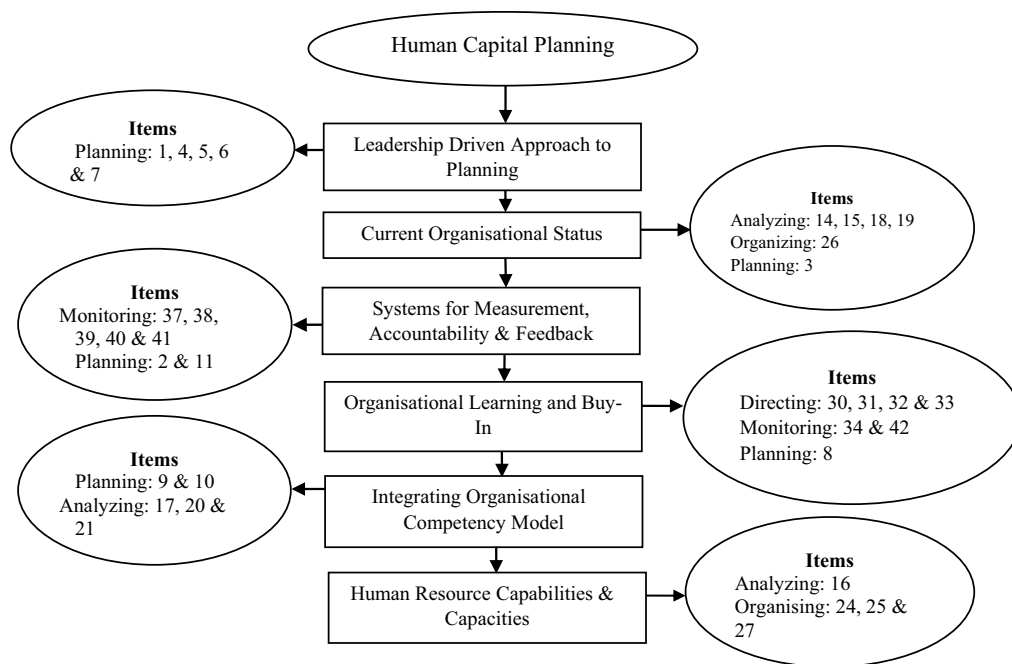 Human Capital Planning
Items
Planning: 1, 4, 5, 6
& 7
Leadership Driven Approach to
Planning
Items
Analyzing: 14, 15, 18, 19
Organizing: 26
Planning: 3
Current Organisational Status
Items
Monitoring: 37, 38,
39, 40 & 41
Planning: 2 & 11
Systems for Measurement,
Accountability & Feedback
Items
Directing: 30, 31, 32 & 33
Monitoring: 34 & 42
Planning: 8
Organisational Learning and Buy-
In
Items
Planning: 9 & 10
Analyzing: 17, 20 &
21
Integrating Organisational
Competency Model
Items
Analyzing: 16
Organising: 24, 25 &
27
Human Resource Capabilities &
Capacities